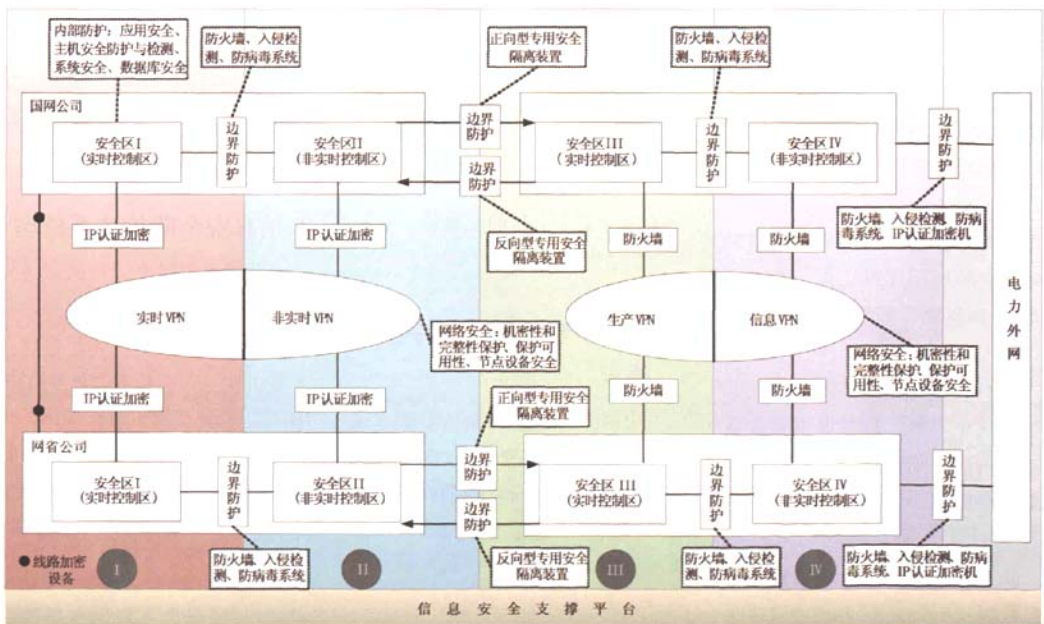 内部防护：应用安全、
主机安全防护与检测、
系统安全、数据库安全
防火墙、入侵检
测、防病毒系统
正向型专用安全
隔离装置
防火墙、入侵检
测、防病毒系统
国网公司
安全区I
(实时控制区)
边界防护
安全区II
(非实时控制区)
边界
防护
边界
防护
安全区III
(实时控制区)
边界防护
安全区IV
(非实时控制区)
边界防护
防火墙、入侵检测、防病
毒系统、IP认证加密机
IP认证加密
IP认证加密
反向型专用安全
隔离装置
防火墙
防火墙
电力外网
实时VPN
非实时VPN
生产VPN
信息VPN
网络安全：机密性和
完整性保护、保护可
用性、节点设备安全
网络安全：机密性和
完整性保护、保护可
用性、节点设备安全
IP认证加密
IP认证加密
正向型专用安全
隔离装置
防火墙
防火墙
网省公司
安全区I
(实时控制区)
边界防护
安全区II
(非实时控制区)
边界
防护
边界
防护
安全区 III
(实时控制区)
边界防护
安全区 IV
(非实时控制区)
边界防护
线路加密
设备
I
防火墙、入侵检
测、防病毒系统
II
反向型专用安全
隔离装置
III
防火墙、入侵检
测、防病毒系统
IV
防火墙、入侵检测、防病
毒系统、IP认证加密机
信息安全支撑平台